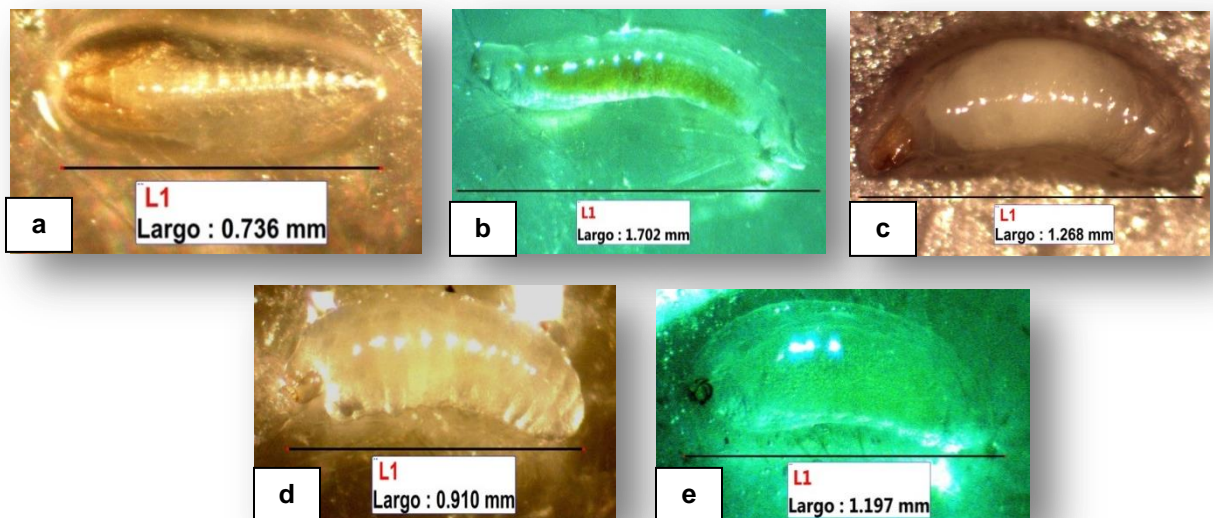 L1
Largo : 0.736 mm
a
L1
Largo : 1.702 mm
b
L1
Largo : 1.268 mm
c
L1
Largo : 0.910 mm
d
L1
Largo : 1.197 mm
e